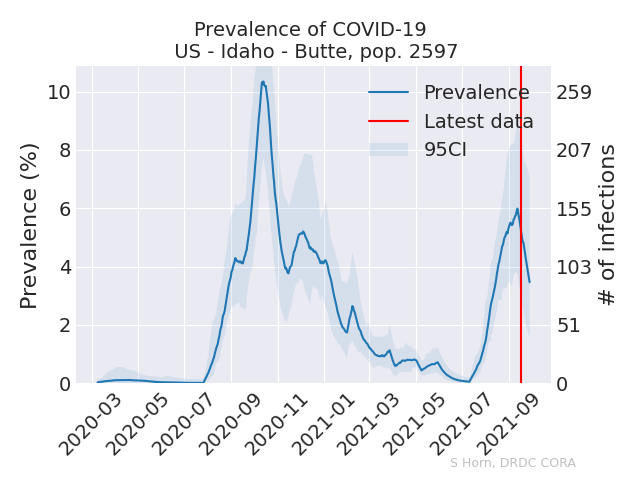 Prevalence of COVID-19
US - Idaho - Butte, pop. 2597
Prevalence (%)
10
8
6
4
2
0
Prevalence
Latest data
95CI
259
207
155
103
51
0
# of infections
2020-03
2020-05
2020-07
2020-09
2020-11
2021-01
2021-03
2021-05
2021-07
2021-09
S Horn, DRDC CORA